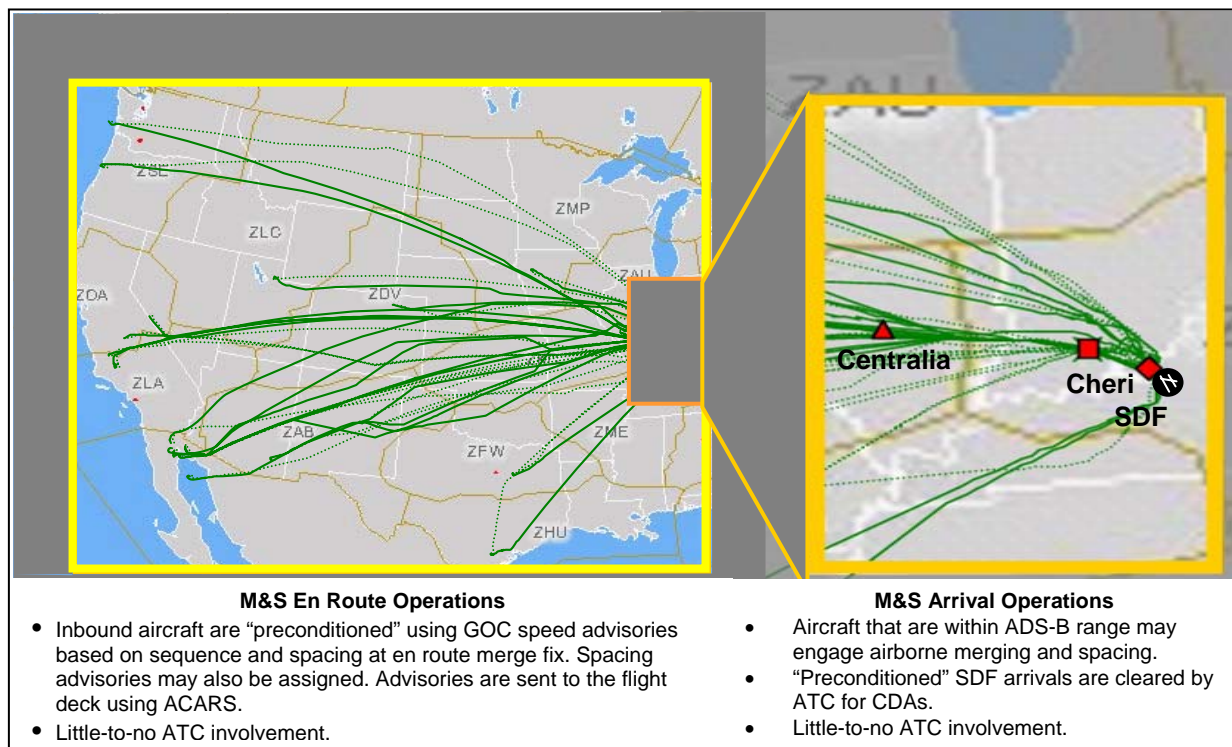 ZAU
ZSE
ZMP
ZLC
ZAU
ZOA
ZDV
ZLA
ZAB
ZME
ZFW
ZHU
Centralia
Cheri
SDF
M&S En Route Operations
• Inbound aircraft are “preconditioned” using GOC speed advisories
based on sequence and spacing at en route merge fix. Spacing
advisories may also be assigned. Advisories are sent to the flight
deck using ACARS.
• Little-to-no ATC involvement.
M&S Arrival Operations
• Aircraft that are within ADS-B range may
engage airborne merging and spacing.
• “Preconditioned” SDF arrivals are cleared by
ATC for CDAs.
• Little-to-no ATC involvement.